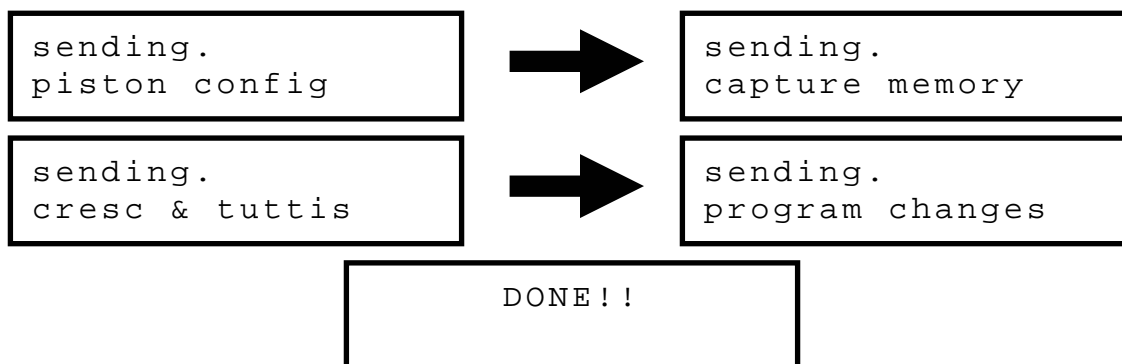 sending.
piston config
sending.
capture memory
sending.
cresc & tuttis
sending.
program changes
DONE!!